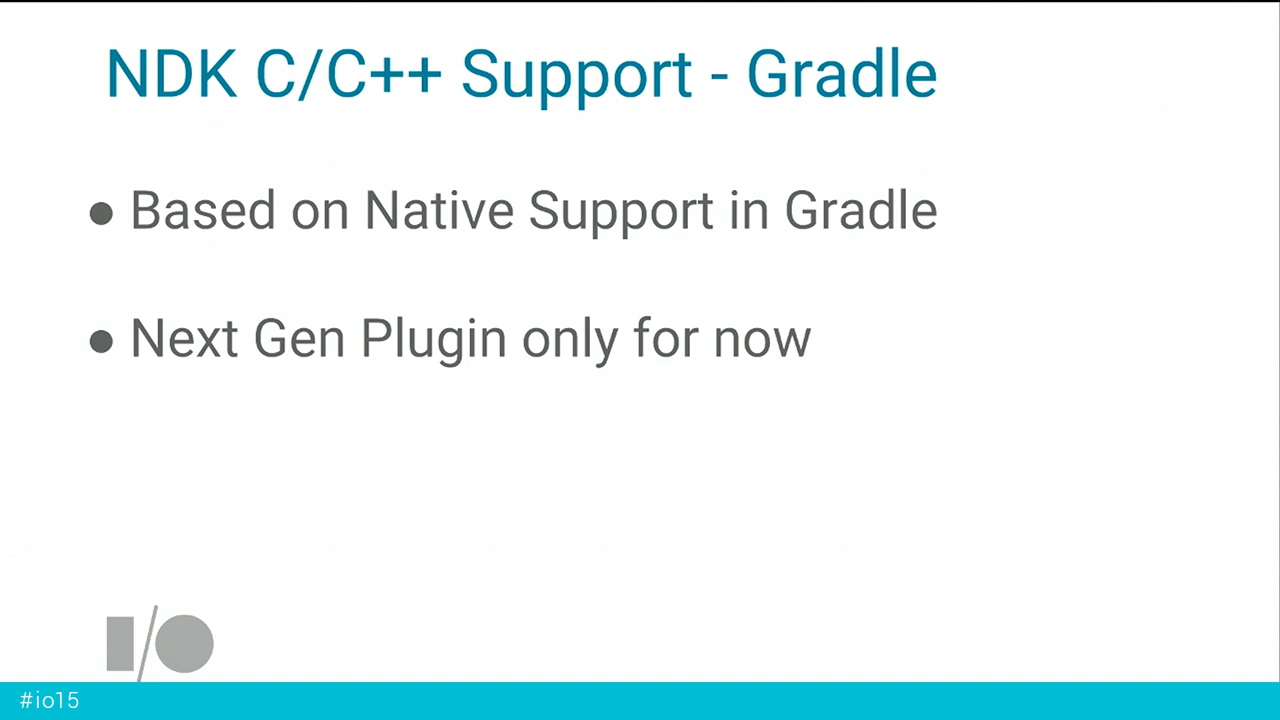 NDK C/C++ Support - Gradle
● Based on Native Support in Gradle
● Next Gen Plugin only for now
I/O
#io15